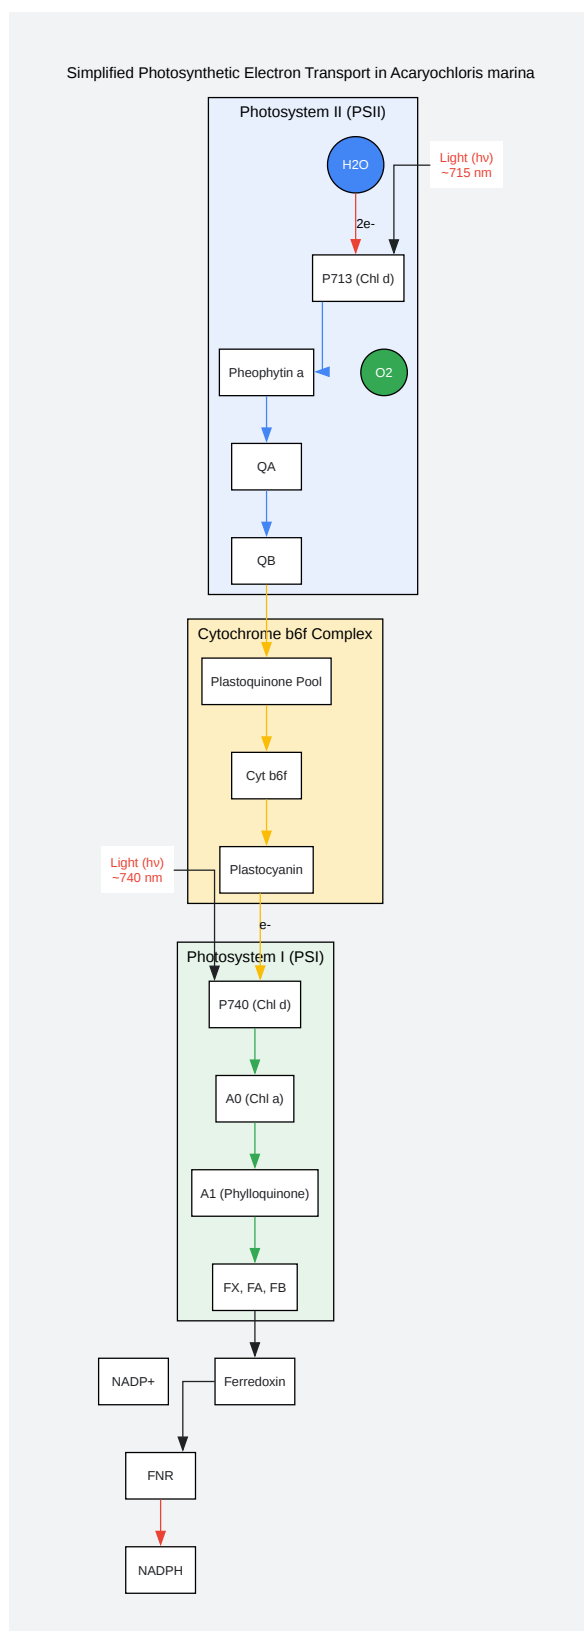 Simplified Photosynthetic Electron Transport in Acaryochloris marina
Photosystem II (PSII)
H2O
Light (hν)
~715 nm
2e-
P713 (Chl d)
Pheophytin a
O2
QA
QB
Cytochrome b6f Complex
Plastoquinone Pool
Cyt b6f
Light (hν)
~740 nm
Plastocyanin
e-
Photosystem I (PSI)
P740 (Chl d)
A0 (Chl a)
A1 (Phylloquinone)
FX, FA, FB
NADP+
Ferredoxin
FNR
NADPH